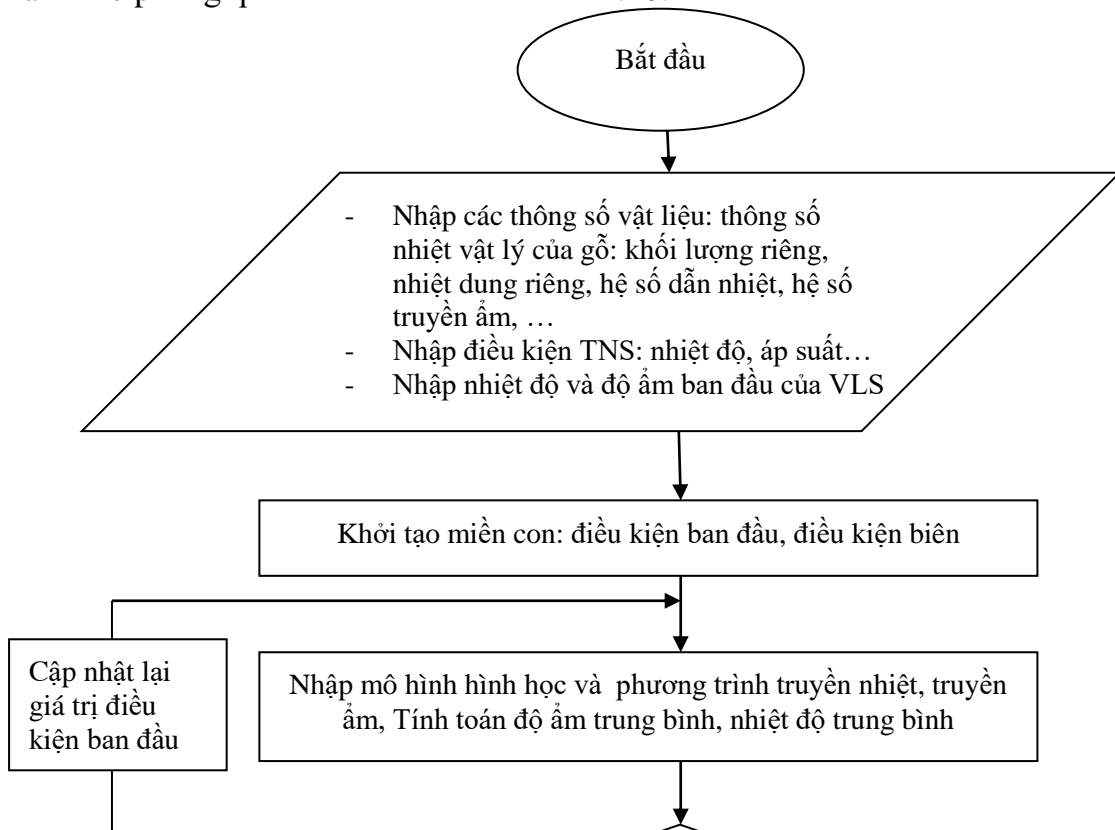 Bắt đầu
- Nhập các thông số vật liệu: thông số
nhiệt vật lý của gỗ: khối lượng riêng,
nhiệt dung riêng, hệ số dẫn nhiệt, hệ số
truyền ẩm, …
- Nhập điều kiện TNS: nhiệt độ, áp suất…
- Nhập nhiệt độ và độ ẩm ban đầu của VLS
Khởi tạo miền con: điều kiện ban đầu, điều kiện biên
Cập nhật lại
giá trị điều
kiện ban đầu
Nhập mô hình hình học và phương trình truyền nhiệt, truyền
ẩm, Tính toán độ ẩm trung bình, nhiệt độ trung bình